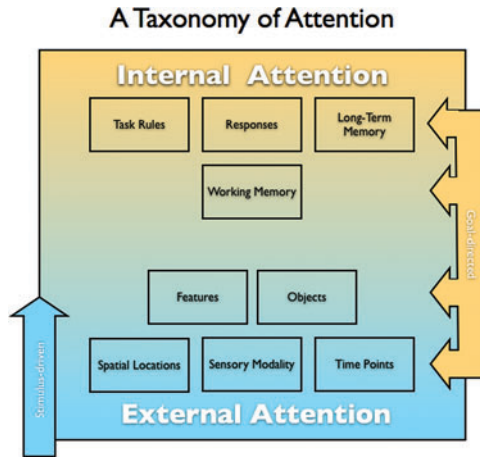 A Taxonomy of Attention
Internal Attention
Task Rules
Responses
Long-Term
Memory
Working Memory
Goal-directed
Features
Objects
Stimulus-driven
Spatial Locations
Sensory Modality
Time Points
External Attention